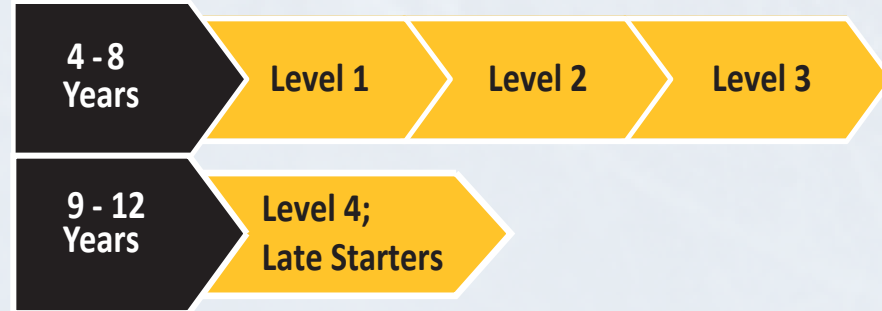 4 - 8
Years
Level 1
Level 2
Level 3
9 - 12
Years
Level 4;
Late Starters